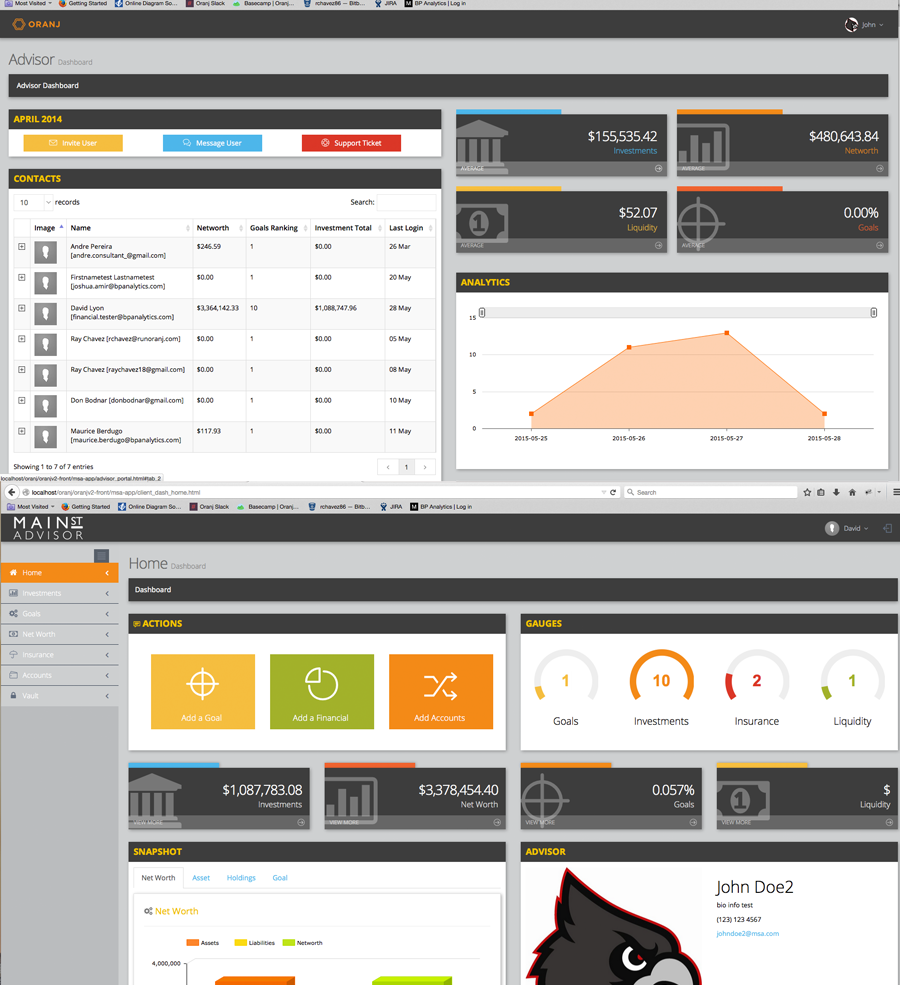 Most Visited Getting Started Online Diagram So... Oranj Slack Basecamp | Oranj... rchavez86 — Bitb... JIRA BP Analytics | Log in
ORANJ
John
Advisor Dashboard
Advisor Dashboard
APRIL 2014
Invite User Message User Support Ticket
$155,535.42
Investments
AVERAGE
$480,643.84
Networth
AVERAGE
$52.07
Liquidity
AVERAGE
0.00%
Goals
AVERAGE
CONTACTS
10 records Search:
Image Name Networth Goals Ranking Investment Total Last Login
Andre Pereira $246.59 1 $0.00 26 Mar
[andre.consultant_@gmail.com]
Firstnametest Lastnametest $0.00 1 $0.00 20 May
[joshua.amir@bpanalytics.com]
David Lyon $3,364,142.33 10 $1,088,747.96 28 May
[financial.tester@bpanalytics.com]
Ray Chavez [rchavez@runoranj.com] $0.00 1 $0.00 05 May
Ray Chavez [raychavez18@gmail.com] $0.00 1 $0.00 08 May
Don Bodnar [donbodnar@gmail.com] $0.00 1 $0.00 10 May
Maurice Berdugo $117.93 1 $0.00 11 May
[maurice.berdugo@bpanalytics.com]
Showing 1 to 7 of 7 entries 1
ANALYTICS
15
10
5
0
2015-05-25 2015-05-26 2015-05-27 2015-05-28
localhost/oranj/oranjv2-front/msa-app/advisor_portal.html#tab_2
localhost/oranj/oranjv2-front/msa-app/client_dash_home.html Search
Most Visited Getting Started Online Diagram So... Oranj Slack Basecamp | Oranj... rchavez86 — Bitb... JIRA BP Analytics | Log in
MAIN ST
ADVISOR
David
Home
Investments
Goals
Net Worth
Insurance
Accounts
Vault
Home Dashboard
Dashboard
ACTIONS
Add a Goal Add a Financial Add Accounts
GAUGES
1 10 2 1
Goals Investments Insurance Liquidity
$1,087,783.08
Investments
VIEW MORE
$3,378,454.40
Net Worth
VIEW MORE
0.057%
Goals
VIEW MORE
$
Liquidity
VIEW MORE
SNAPSHOT
Net Worth Asset Holdings Goal
Net Worth
Assets Liabilities Networth
4,000,000
ADVISOR
John Doe2
bio info test
(123) 123 4567
johndoe2@msa.com